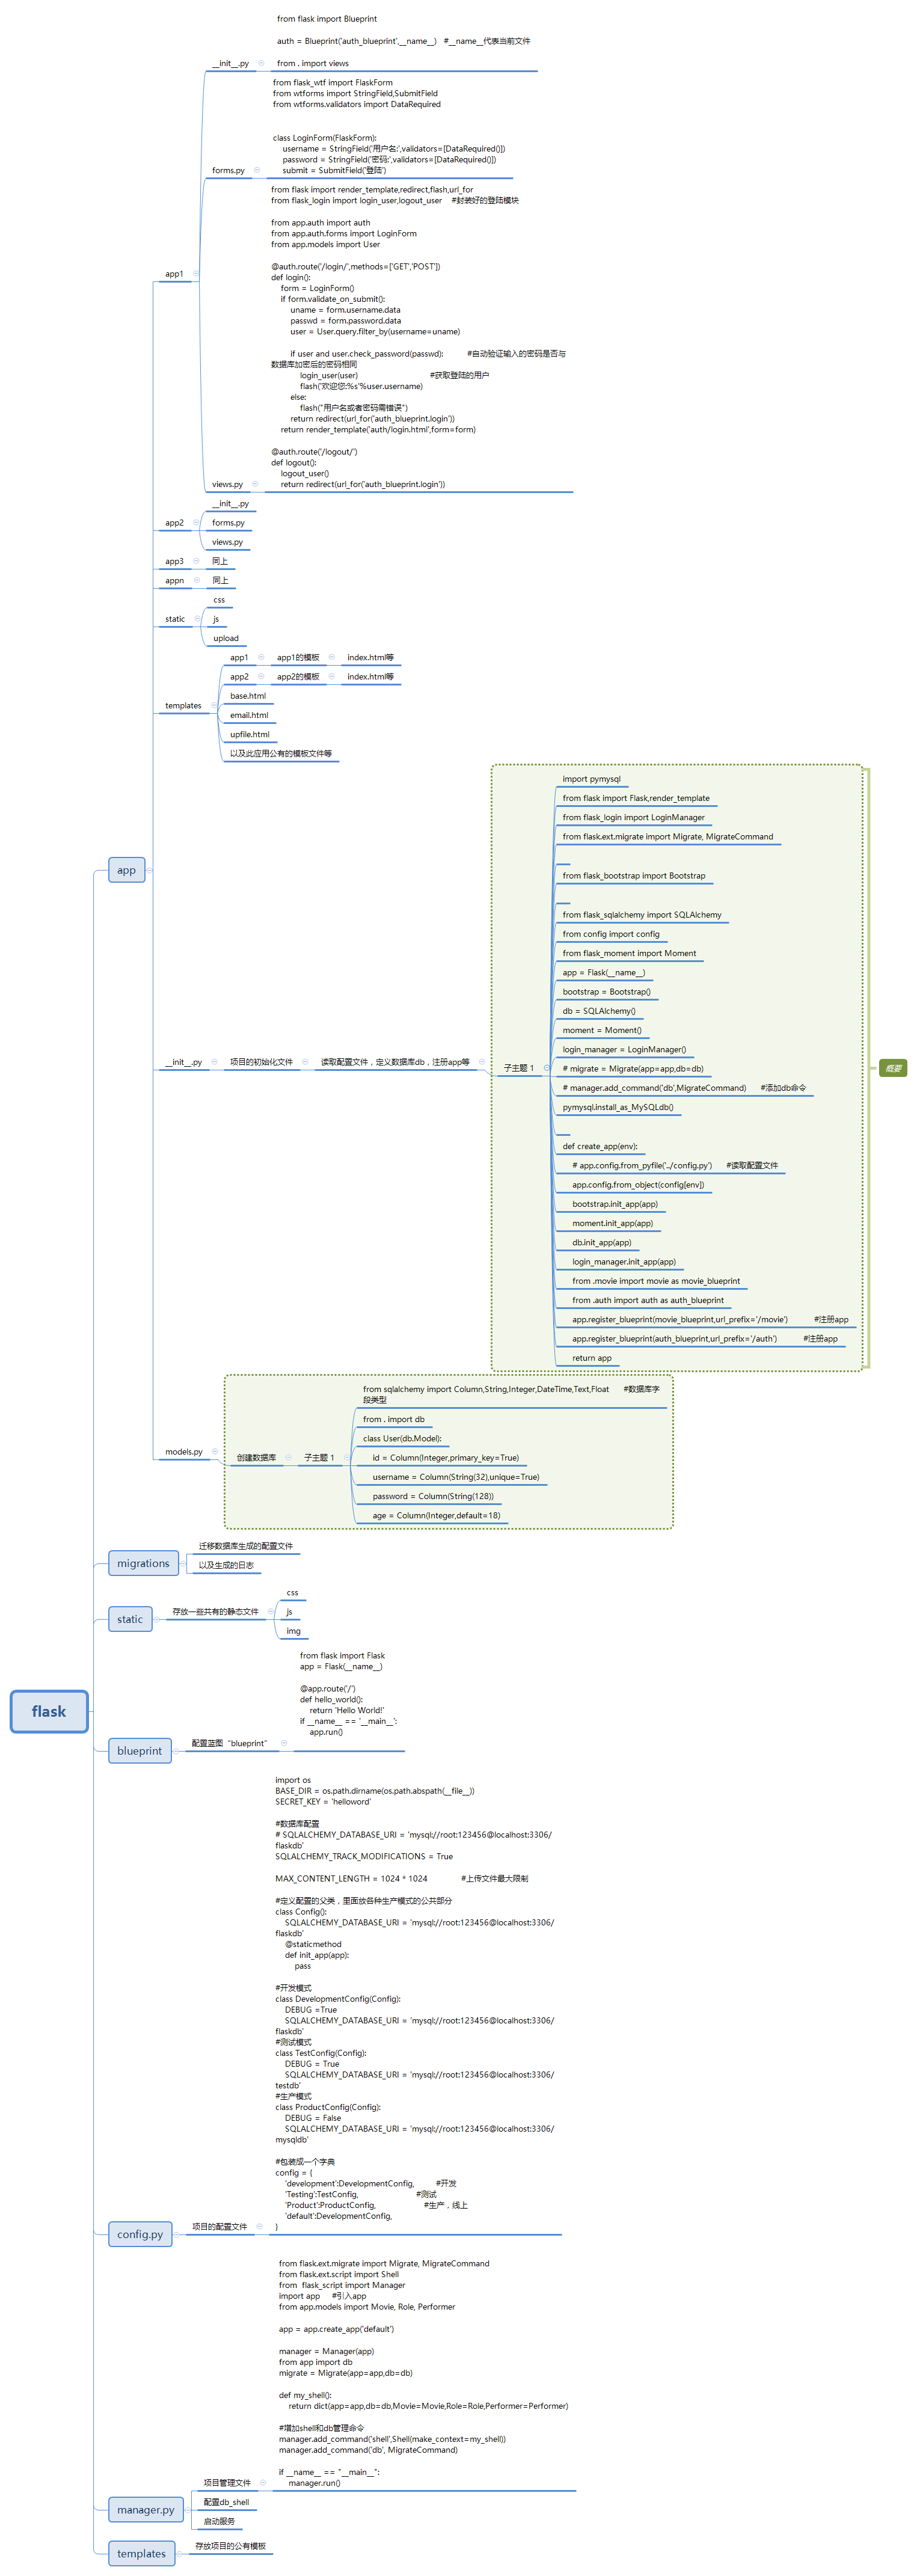 from flask import Blueprint
auth = Blueprint('auth_blueprint',__name__)   #__name__代表当前文件
from . import views
__init__.py
from flask_wtf import FlaskForm
from wtforms import StringField,SubmitField
from wtforms.validators import DataRequired
class LoginForm(FlaskForm):
    username = StringField('用户名:',validators=[DataRequired()])
    password = StringField('密码:',validators=[DataRequired()])
    submit = SubmitField('登陆')
forms.py
from flask import render_template,redirect,flash,url_for
from flask_login import login_user,logout_user    #封装好的登陆模块
from app.auth import auth
from app.auth.forms import LoginForm
from app.models import User
@auth.route('/login/',methods=['GET','POST'])
def login():
    form = LoginForm()
    if form.validate_on_submit():
        uname = form.username.data
        passwd = form.password.data
        user = User.query.filter_by(username=uname)
        if user and user.check_password(passwd):          #自动验证输入的密码是否与
数据库加密后的密码相同
            login_user(user)                              #获取登陆的用户
            flash('欢迎您:%s'%user.username)
        else:
            flash("用户名或者密码需错误")
        return redirect(url_for('auth_blueprint.login'))
    return render_template('auth/login.html',form=form)
@auth.route('/logout/')
def logout():
    logout_user()
    return redirect(url_for('auth_blueprint.login'))
views.py
app1
__init__.py
forms.py
views.py
app2
app3
同上
appn
同上
css
js
upload
static
app1
app1的模板
index.html等
app2
app2的模板
index.html等
base.html
email.html
upfile.html
以及此应用公有的模板文件等
templates
app
import pymysql
from flask import Flask,render_template
from flask_login import LoginManager
from flask.ext.migrate import Migrate, MigrateCommand
from flask_bootstrap import Bootstrap
from flask_sqlalchemy import SQLAlchemy
from config import config
from flask_moment import Moment
app = Flask(__name__)
bootstrap = Bootstrap()
db = SQLAlchemy()
moment = Moment()
login_manager = LoginManager()
# migrate = Migrate(app=app,db=db)
# manager.add_command('db',MigrateCommand)      #添加db命令
pymysql.install_as_MySQLdb()
def create_app(env):
    # app.config.from_pyfile('../config.py')      #读取配置文件
    app.config.from_object(config[env])
    bootstrap.init_app(app)
    moment.init_app(app)
    db.init_app(app)
    login_manager.init_app(app)
    from .movie import movie as movie_blueprint
    from .auth import auth as auth_blueprint
    app.register_blueprint(movie_blueprint,url_prefix='/movie')           #注册app
    app.register_blueprint(auth_blueprint,url_prefix='/auth')           #注册app
    return app
__init__.py
项目的初始化文件
读取配置文件，定义数据库db，注册app等
子主题 1
概要
from sqlalchemy import Column,String,Integer,DateTime,Text,Float      #数据库字
段类型
from . import db
class User(db.Model):
    id = Column(Integer,primary_key=True)
    username = Column(String(32),unique=True)
    password = Column(String(128))
    age = Column(Integer,default=18)
models.py
创建数据库
子主题 1
迁移数据库生成的配置文件
以及生成的日志
migrations
css
js
img
static
存放一些共有的静态文件
flask
from flask import Flask
app = Flask(__name__)
@app.route('/')
def hello_world():
    return 'Hello World!'
if __name__ == '__main__':
    app.run()
blueprint
配置蓝图“blueprint”
import os
BASE_DIR = os.path.dirname(os.path.abspath(__file__))
SECRET_KEY = 'helloword'
#数据库配置
# SQLALCHEMY_DATABASE_URI = 'mysql://root:123456@localhost:3306/
flaskdb'
SQLALCHEMY_TRACK_MODIFICATIONS = True
MAX_CONTENT_LENGTH = 1024 * 1024              #上传文件最大限制
#定义配置的父类，里面放各种生产模式的公共部分
class Config():
    SQLALCHEMY_DATABASE_URI = 'mysql://root:123456@localhost:3306/
flaskdb'
    @staticmethod
    def init_app(app):
        pass
#开发模式
class DevelopmentConfig(Config):
    DEBUG =True
    SQLALCHEMY_DATABASE_URI = 'mysql://root:123456@localhost:3306/
flaskdb'
#测试模式
class TestConfig(Config):
    DEBUG = True
    SQLALCHEMY_DATABASE_URI = 'mysql://root:123456@localhost:3306/
testdb'
#生产模式
class ProductConfig(Config):
    DEBUG = False
    SQLALCHEMY_DATABASE_URI = 'mysql://root:123456@localhost:3306/
mysqldb'
#包装成一个字典
config = {
    'development':DevelopmentConfig,         #开发
    'Testing':TestConfig,                        #测试
    'Product':ProductConfig,                    #生产，线上
    'default':DevelopmentConfig,
}
config.py
项目的配置文件
from flask.ext.migrate import Migrate, MigrateCommand
from flask.ext.script import Shell
from  flask_script import Manager
import app     #引入app
from app.models import Movie, Role, Performer
app = app.create_app('default')
manager = Manager(app)
from app import db
migrate = Migrate(app=app,db=db)
def my_shell():
    return dict(app=app,db=db,Movie=Movie,Role=Role,Performer=Performer)
#增加shell和db管理命令
manager.add_command('shell',Shell(make_context=my_shell))
manager.add_command('db', MigrateCommand)
if __name__ == "__main__":
    manager.run()
项目管理文件
配置db_shell
启动服务
manager.py
templates
存放项目的公有模板